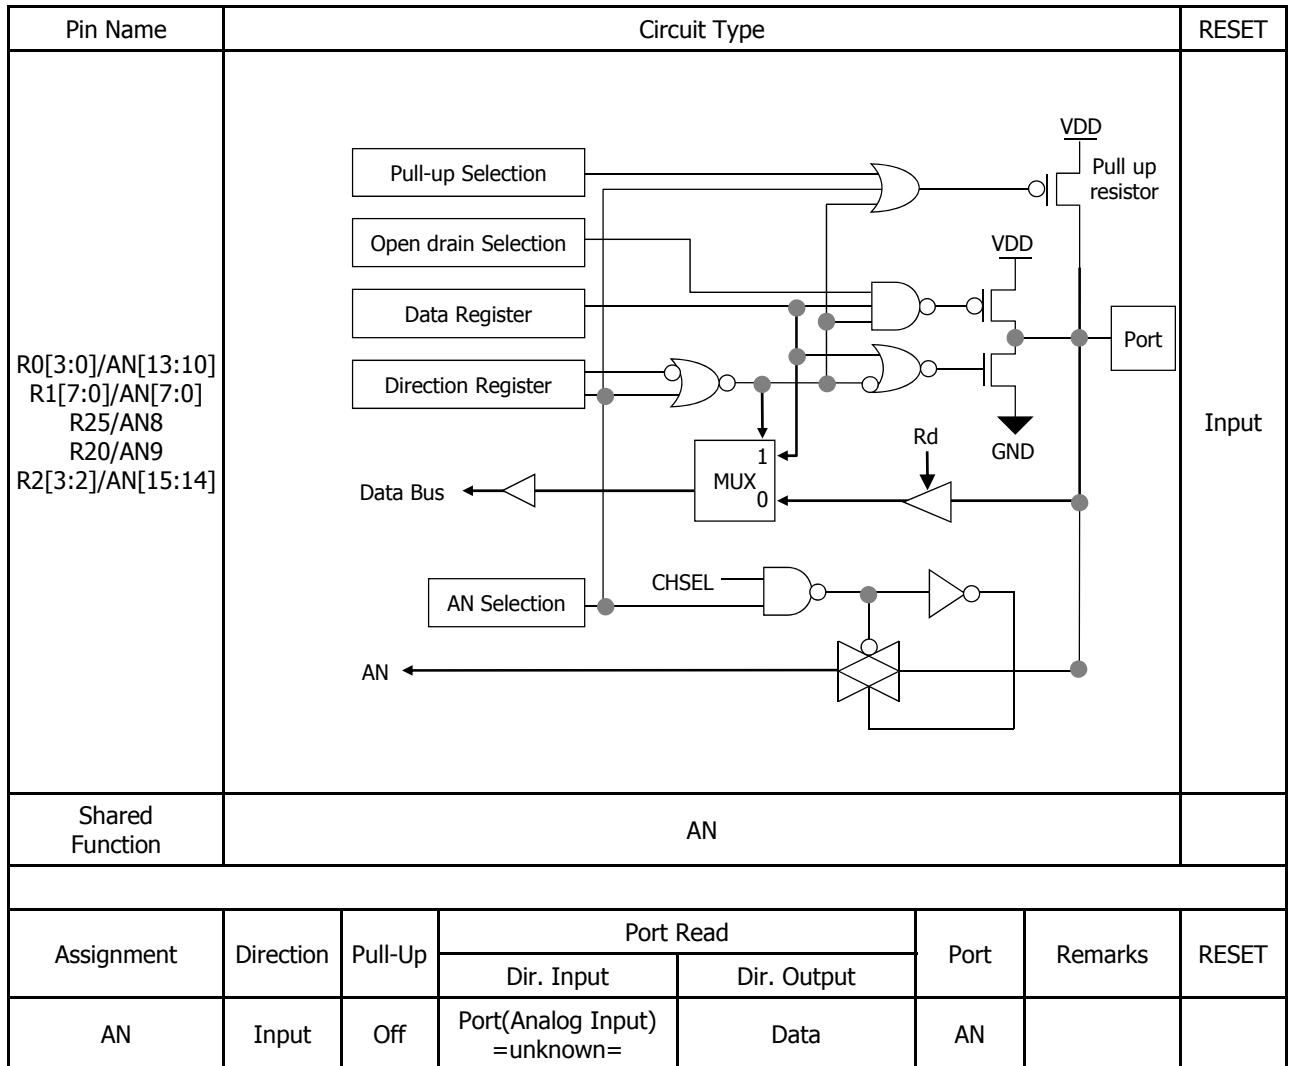 Pin Name
Circuit Type
RESET
R0[3:0]/AN[13:10]
R1[7:0]/AN[7:0]
R25/AN8
R20/AN9
R2[3:2]/AN[15:14]
VDD
Pull-up Selection
Pull up
resistor
Open drain Selection
VDD
Data Register
Port
Direction Register
Rd
GND
1
MUX
0
Data Bus
CHSEL
AN Selection
AN
Input
Shared
Function
AN
Assignment
Direction
Pull-Up
Port Read
Dir. Input
Dir. Output
Port
Remarks
RESET
AN
Input
Off
Port(Analog Input)
=unknown=
Data
AN